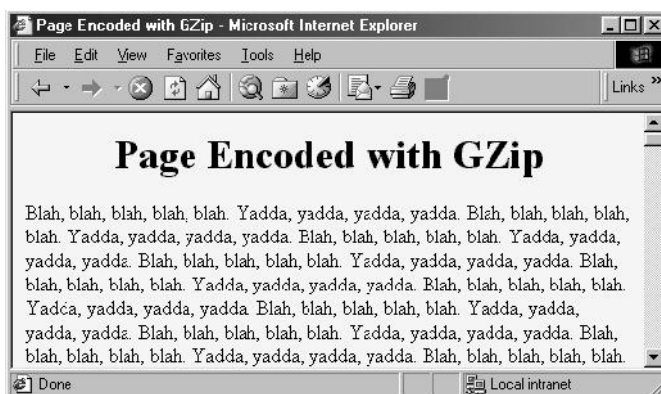 Page Encoded with GZip - Microsoft Internet Explorer
File Edit View Favorites Tools Help
Links »
Page Encoded with GZip
Blah, blah, blah, blah, blah. Yadda, yadda, yadda, yadda. Blah, blah, blah, blah,
blah. Yadda, yadda, yadda, yadda. Blah, blah, blah, blah, blah. Yadda, yadda,
yadda, yadda. Blah, blah, blah, blah, blah. Yadda, yadda, yadda, yadda. Blah,
blah, blah, blah, blah. Yadda, yadda, yadda, yadda. Blah, blah, blah, blah, blah.
Yadda, yadda, yadda, yadda. Blah, blah, blah, blah, blah. Yadda, yadda,
yadda, yadda. Blah, blah, blah, blah, blah. Yadda, yadda, yadda, yadda. Blah,
blah, blah, blah, blah. Yadda, yadda, yadda, yadda. Blah, blah, blah, blah, blah.
Done Local intranet